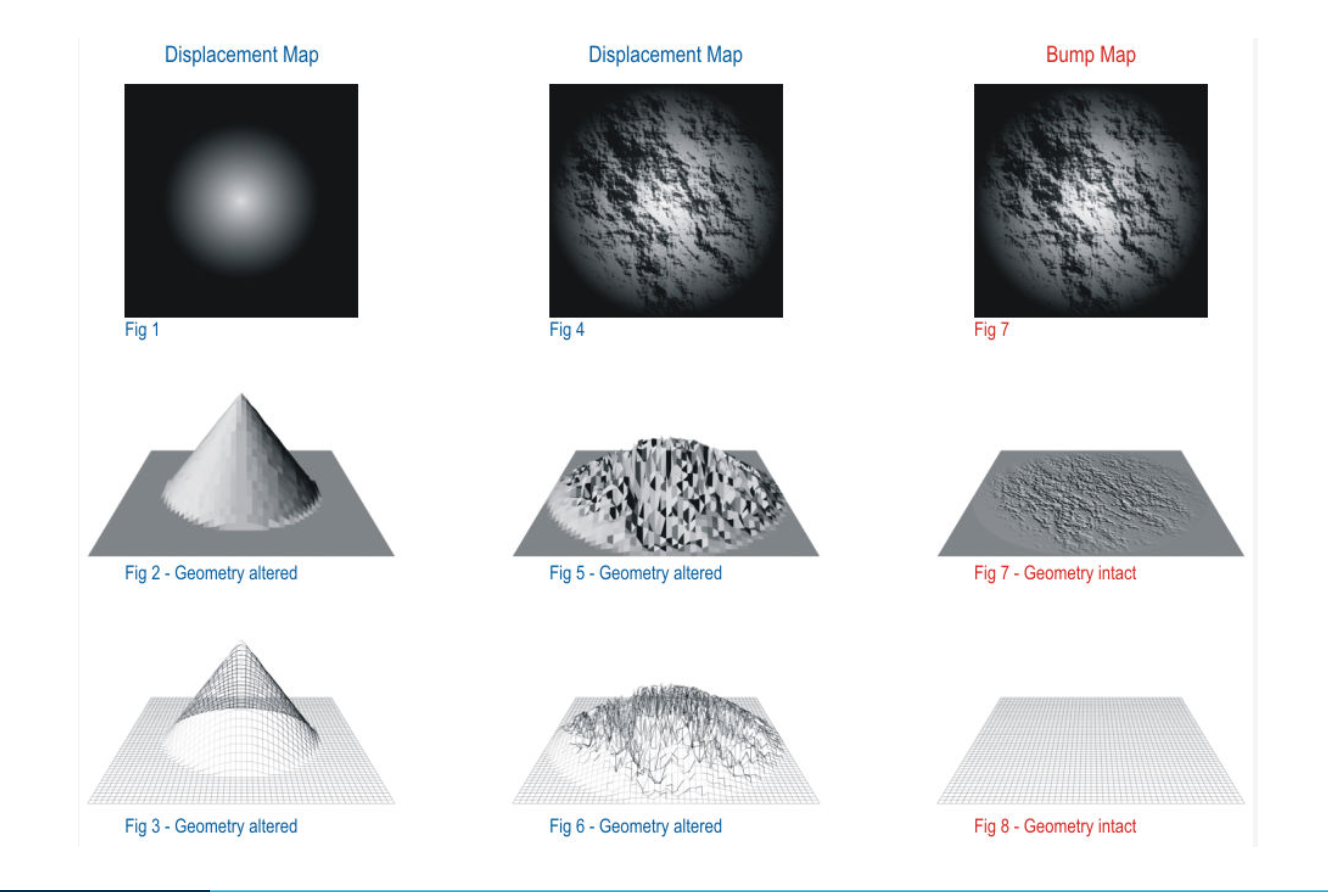 Displacement Map
Displacement Map
Bump Map
Fig 1
Fig 4
Fig 7
Fig 2 - Geometry altered
Fig 5 - Geometry altered
Fig 7 - Geometry intact
Fig 3 - Geometry altered
Fig 6 - Geometry altered
Fig 8 - Geometry intact